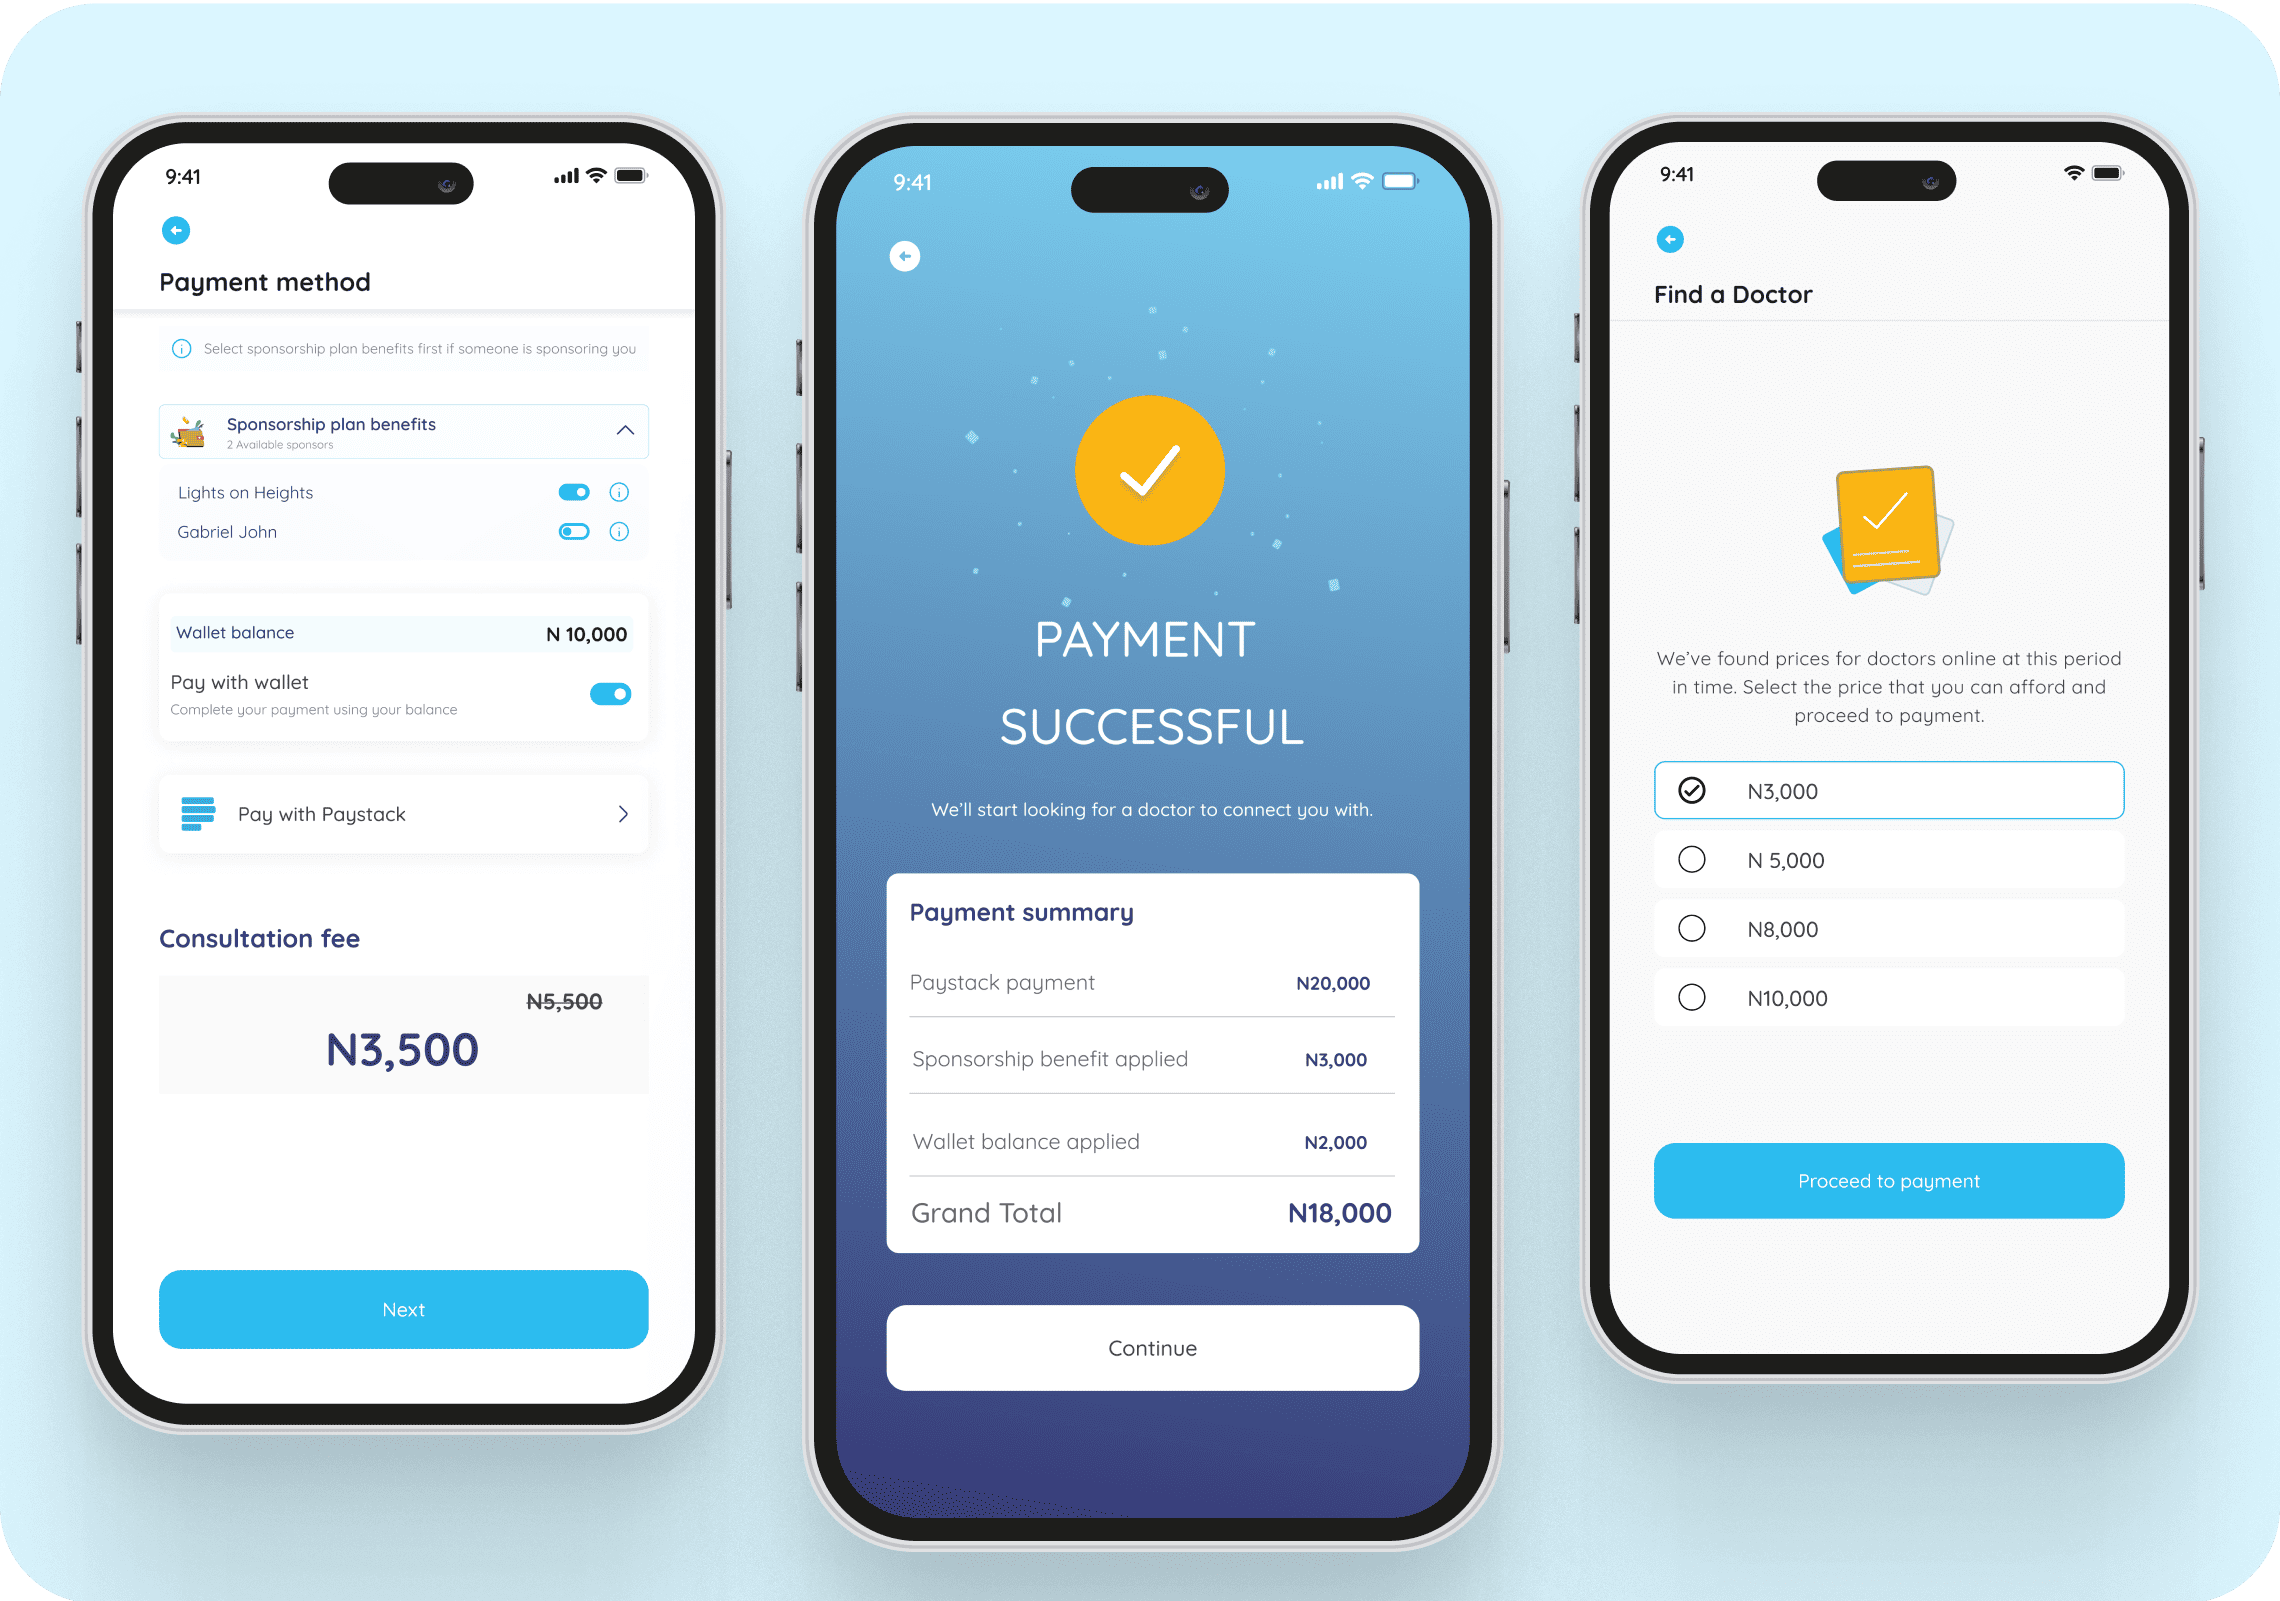 9:41
Payment method
Select sponsorship plan benefits first if someone is sponsoring you
Sponsorship plan benefits
2 Available sponsors
Lights on Heights
Gabriel John
Wallet balance N 10,000
Pay with wallet
Complete your payment using your balance
Pay with Paystack
Consultation fee
N5,500
N3,500
Next
9:41
PAYMENT
SUCCESSFUL
We'll start looking for a doctor to connect you with.
Payment summary
Paystack payment N20,000
Sponsorship benefit applied N3,000
Wallet balance applied N2,000
Grand Total N18,000
Continue
9:41
Find a Doctor
We've found prices for doctors online at this period
in time. Select the price that you can afford and
proceed to payment.
N3,000
N 5,000
N8,000
N10,000
Proceed to payment